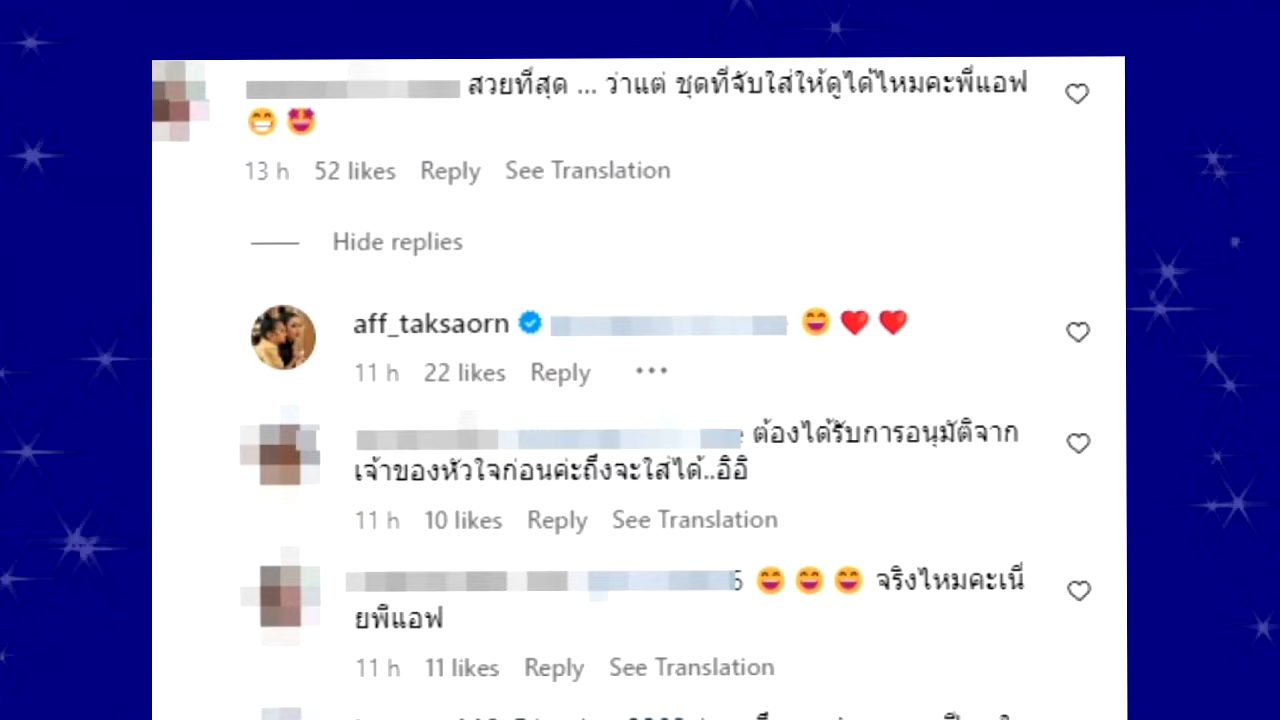 สวยที่สุด ... ว่าแต่ ชุดที่จับใส่ให้ดูได้ไหมคะพี่แอฟ
😁 🤩
13 h 52 likes Reply See Translation
Hide replies
aff_taksaorn 😄 ❤️ ❤️
11 h 22 likes Reply •••
ต้องได้รับการอนุมัติจาก
เจ้าของหัวใจก่อนค่ะถึงจะใส่ได้..อิอิ
11 h 10 likes Reply See Translation
😄 😄 😄 จริงไหมคะเนี่
ยพี่แอฟ
11 h 11 likes Reply See Translation